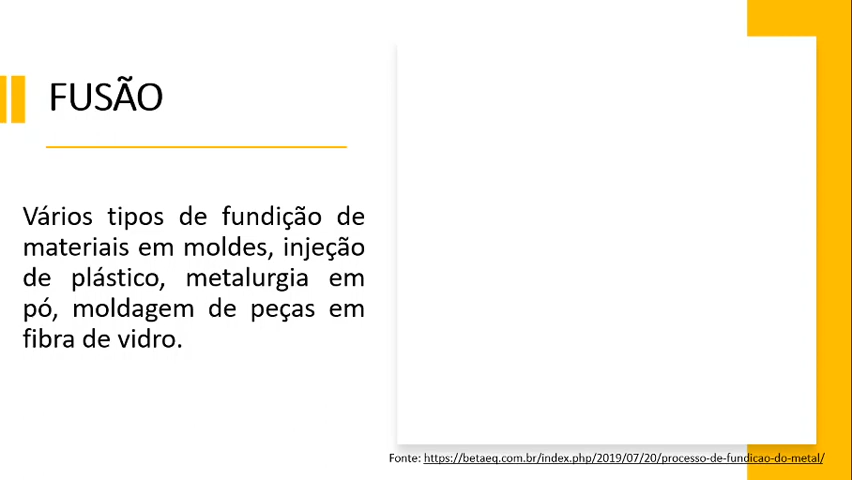 FUSÃO
Vários tipos de fundição de
materiais em moldes, injeção
de plástico, metalurgia em
pó, moldagem de peças em
fibra de vidro.
Fonte: https://betaeq.com.br/index.php/2019/07/20/processo-de-fundicao-do-metal/